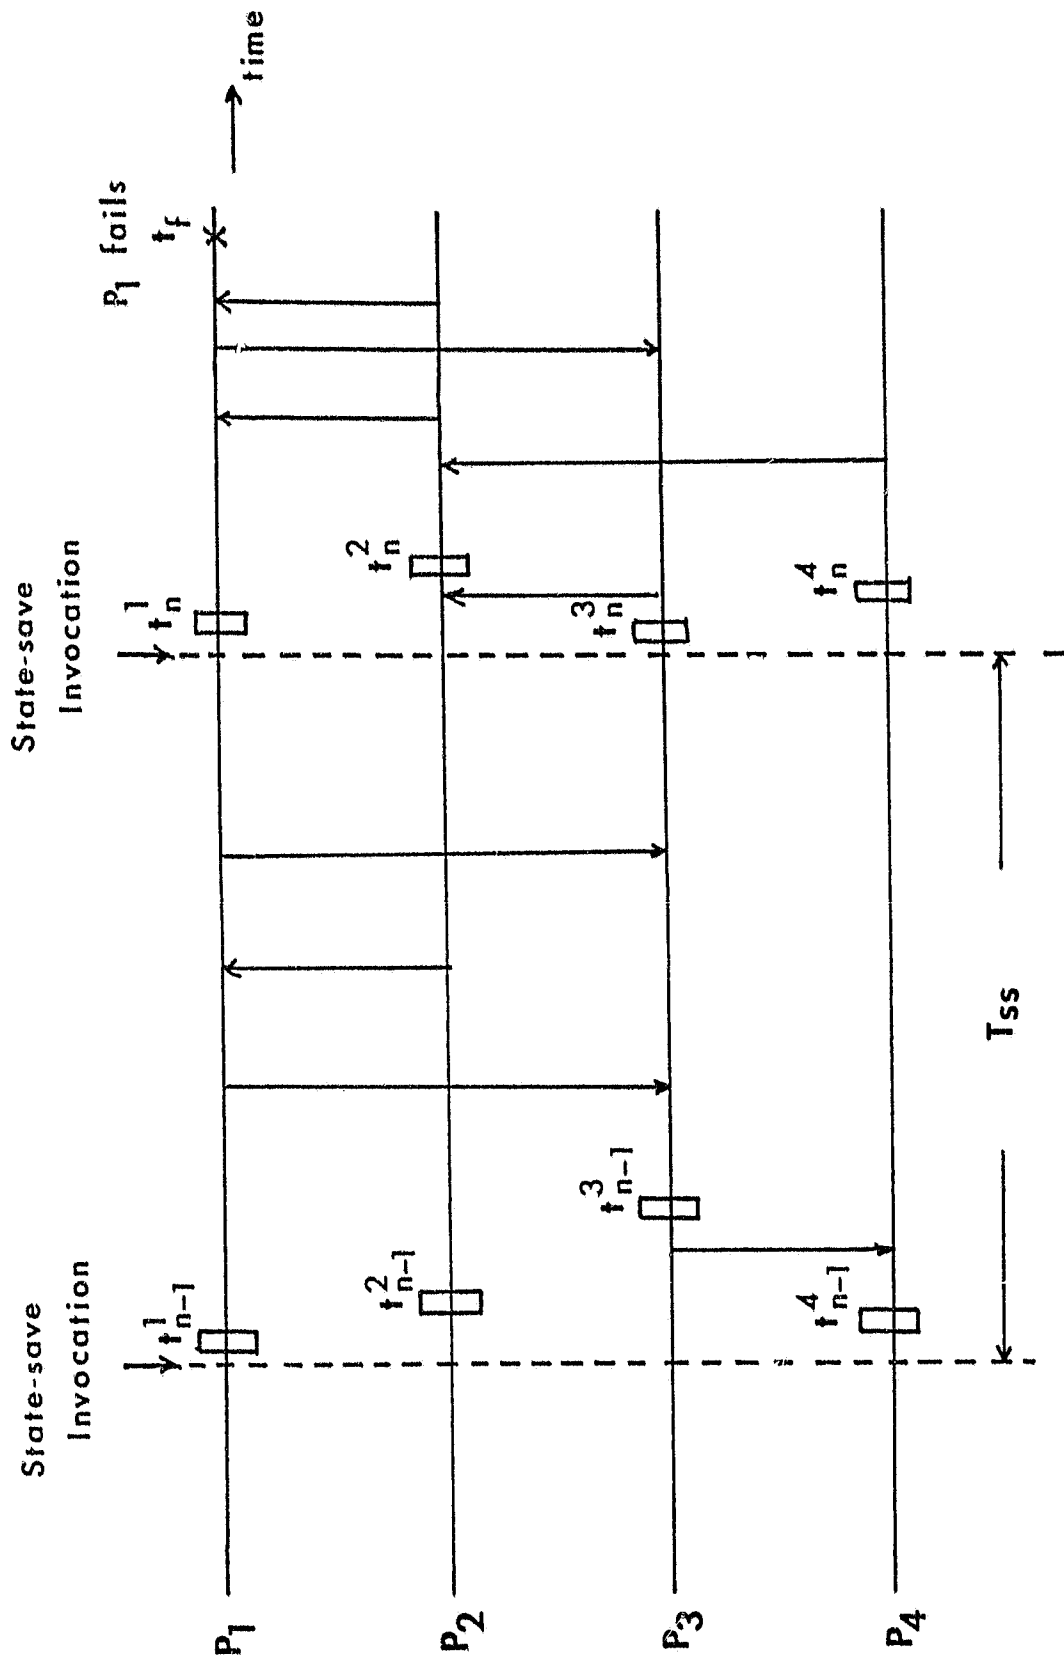 State-save
Invocation
State-save
Invocation
P₁ fails
t_f
time
P₁
t¹ₙ₋₁
t¹ₙ
P₂
t²ₙ₋₁
t²ₙ
P₃
t³ₙ₋₁
t³ₙ
P₄
t⁴ₙ₋₁
t⁴ₙ
Tss